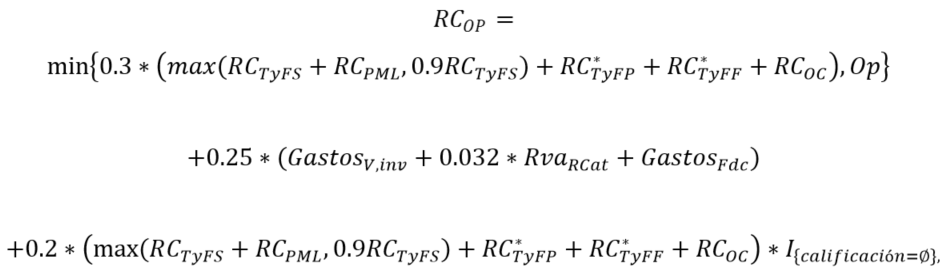 RC_{OP} =
min{0.3 * (max(RC_{TyFS} + RC_{PML}, 0.9RC_{TyFS}) + RC^{*}_{TyFP} + RC^{*}_{TyFF} + RC_{OC}), Op}
+0.25 * (Gastos_{V,inv} + 0.032 * Rva_{RCat} + Gastos_{Fdc})
+0.2 * (max(RC_{TyFS} + RC_{PML}, 0.9RC_{TyFS}) + RC^{*}_{TyFP} + RC^{*}_{TyFF} + RC_{OC}) * I_{{calificación=∅}},